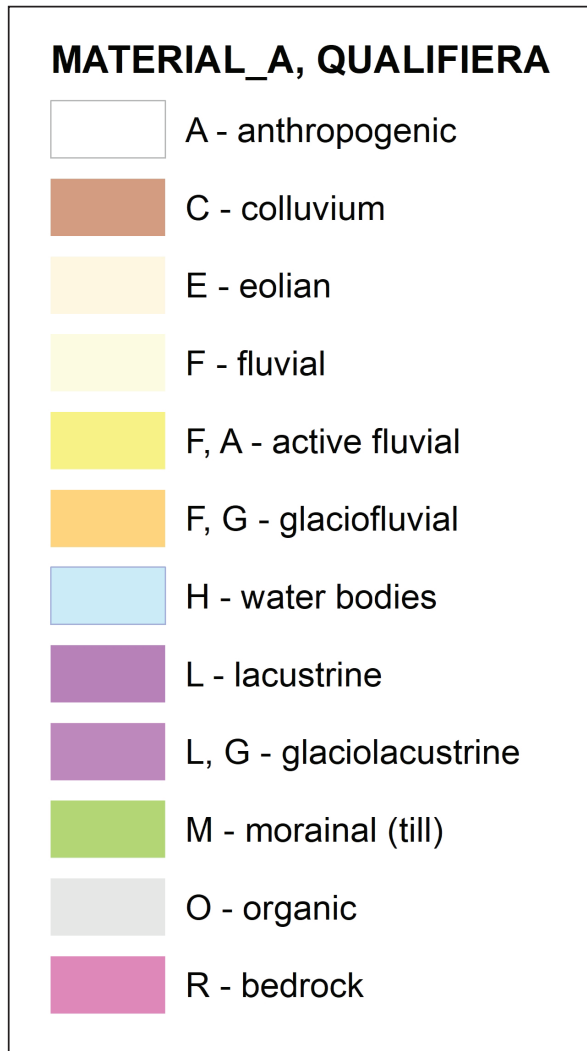 MATERIAL_A, QUALIFIERA
A - anthropogenic
C - colluvium
E - eolian
F - fluvial
F, A - active fluvial
F, G - glaciofluvial
H - water bodies
L - lacustrine
L, G - glaciolacustrine
M - morainal (till)
O - organic
R - bedrock